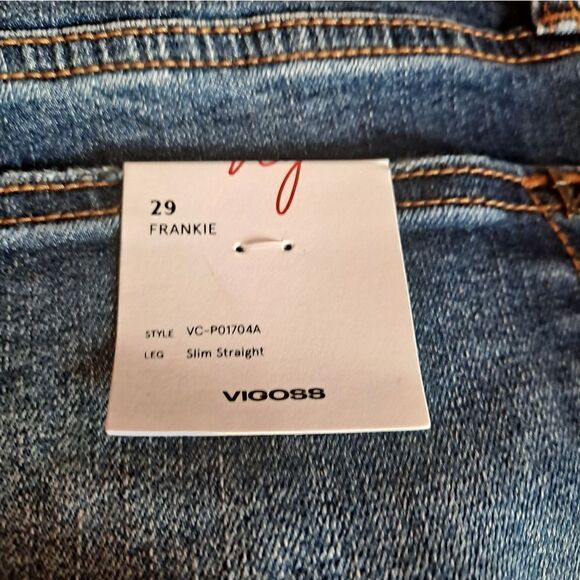 29
FRANKIE
STYLE VC-P01704A
LEG Slim Straight
VIGOSS